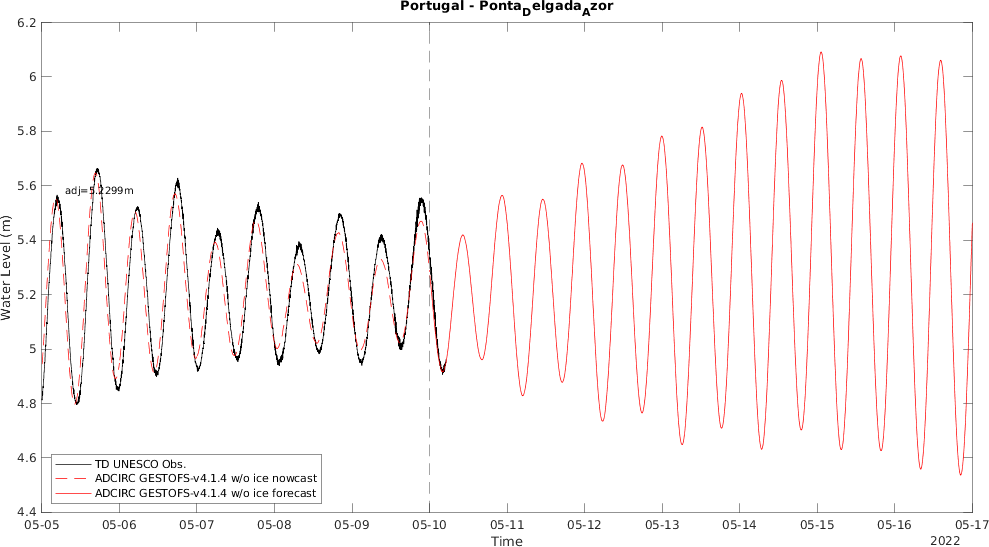 Portugal - PontaDelgadaAzor
6.2
6
5.8
5.6
5.4
5.2
5
4.8
4.6
4.4
Water Level (m)
adj=5.2299m
TD UNESCO Obs.
ADCIRC GESTOFS-v4.1.4 w/o ice nowcast
ADCIRC GESTOFS-v4.1.4 w/o ice forecast
05-05 05-06 05-07 05-08 05-09 05-10 05-11 05-12 05-13 05-14 05-15 05-16 05-17
Time
2022